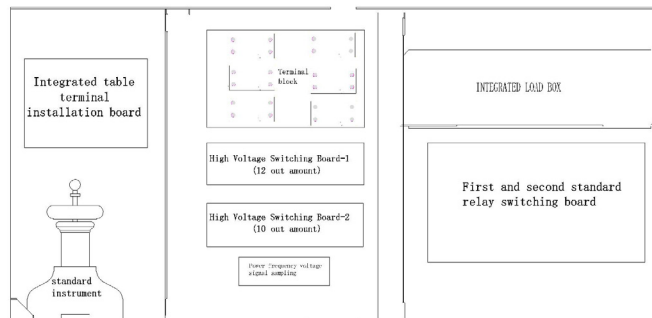 Integrated table
terminal
installation board
Terminal
block
INTEGRATED LOAD BOX
High Voltage Switching Board-1
(12 out amount)
First and second standard
relay switching board
High Voltage Switching Board-2
(10 out amount)
Power Frequency voltage
signal sampling
standard
instrument